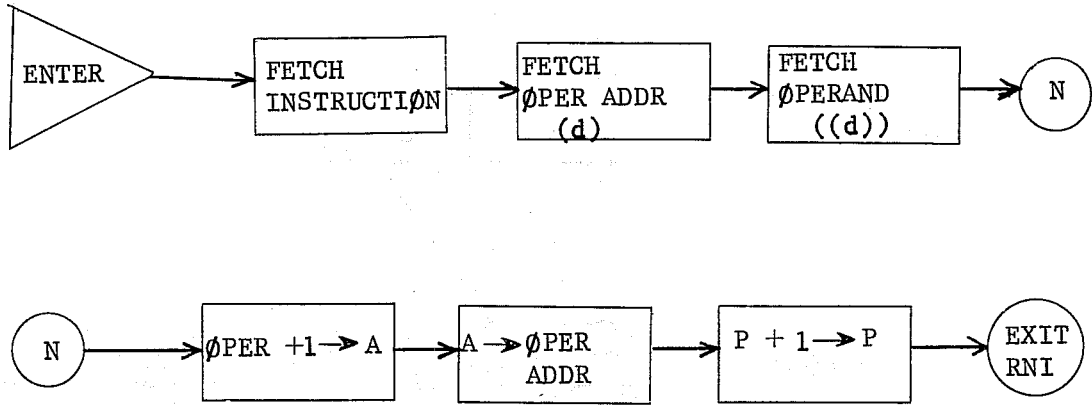 ENTER
FETCH
INSTRUCTIØN
FETCH
ØPER ADDR
(d)
FETCH
ØPERAND
((d))
N
N
ØPER +1→ A
A → ØPER
ADDR
P + 1→ P
EXIT
RNI